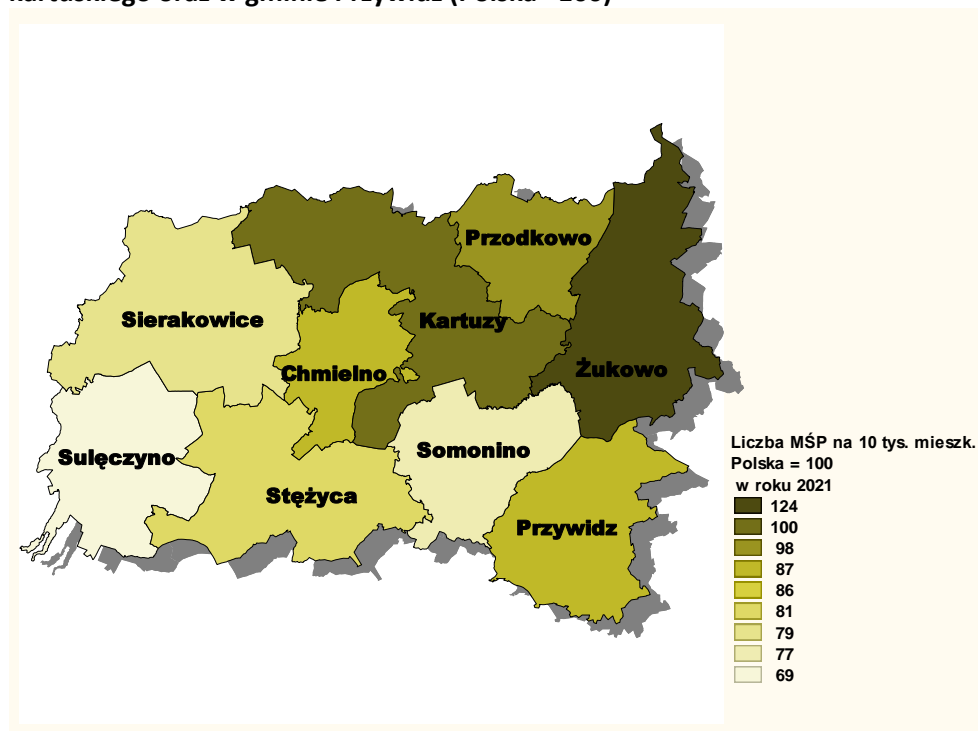 Przodkowo
Sierakowice
Kartuzy
Chmielno
Żukowo
Sulęczyno
Somonino
Stężyca
Przywidz
Liczba MŚP na 10 tys. mieszk.
Polska = 100
w roku 2021
124
100
98
87
86
81
79
77
69